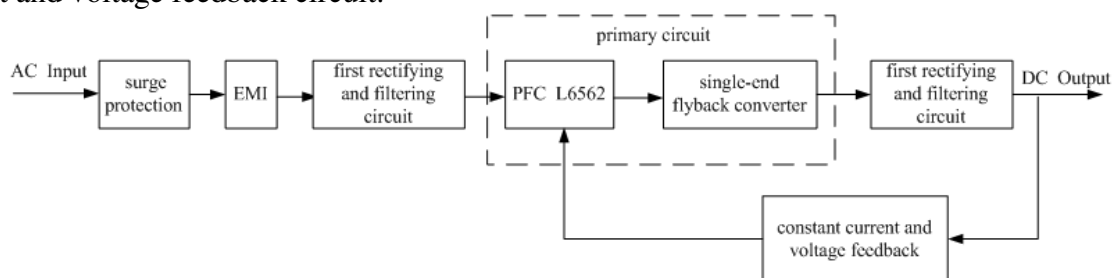 t and voltage feedback circuit.
primary circuit
AC Input
surge
protection
EMI
first rectifying
and filtering
circuit
PFC L6562
single-end
flyback converter
first rectifying
and filtering
circuit
DC Output
constant current and
voltage feedback